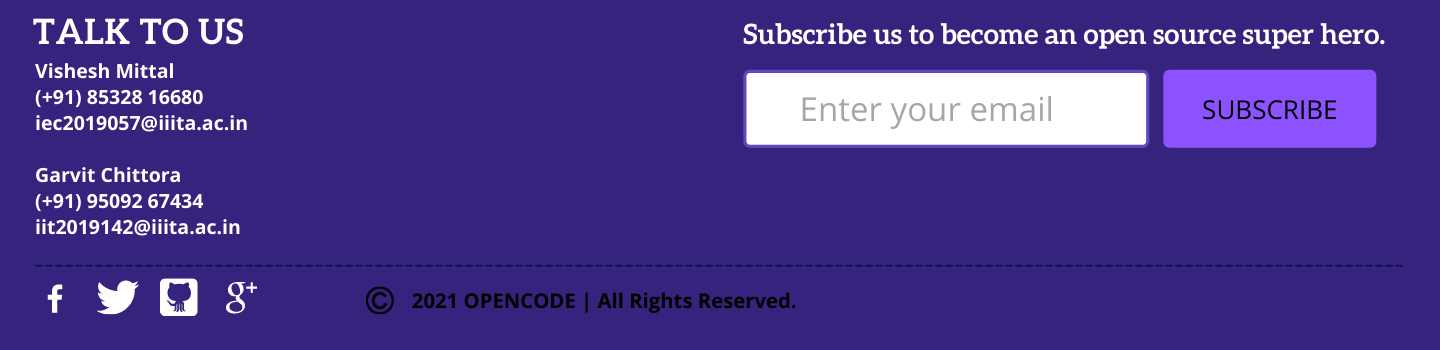 TALK TO US
Vishesh Mittal
(+91) 85328 16680
iec2019057@iiita.ac.in
Garvit Chittora
(+91) 95092 67434
iit2019142@iiita.ac.in
Subscribe us to become an open source super hero.
Enter your email
SUBSCRIBE
© 2021 OPENCODE | All Rights Reserved.